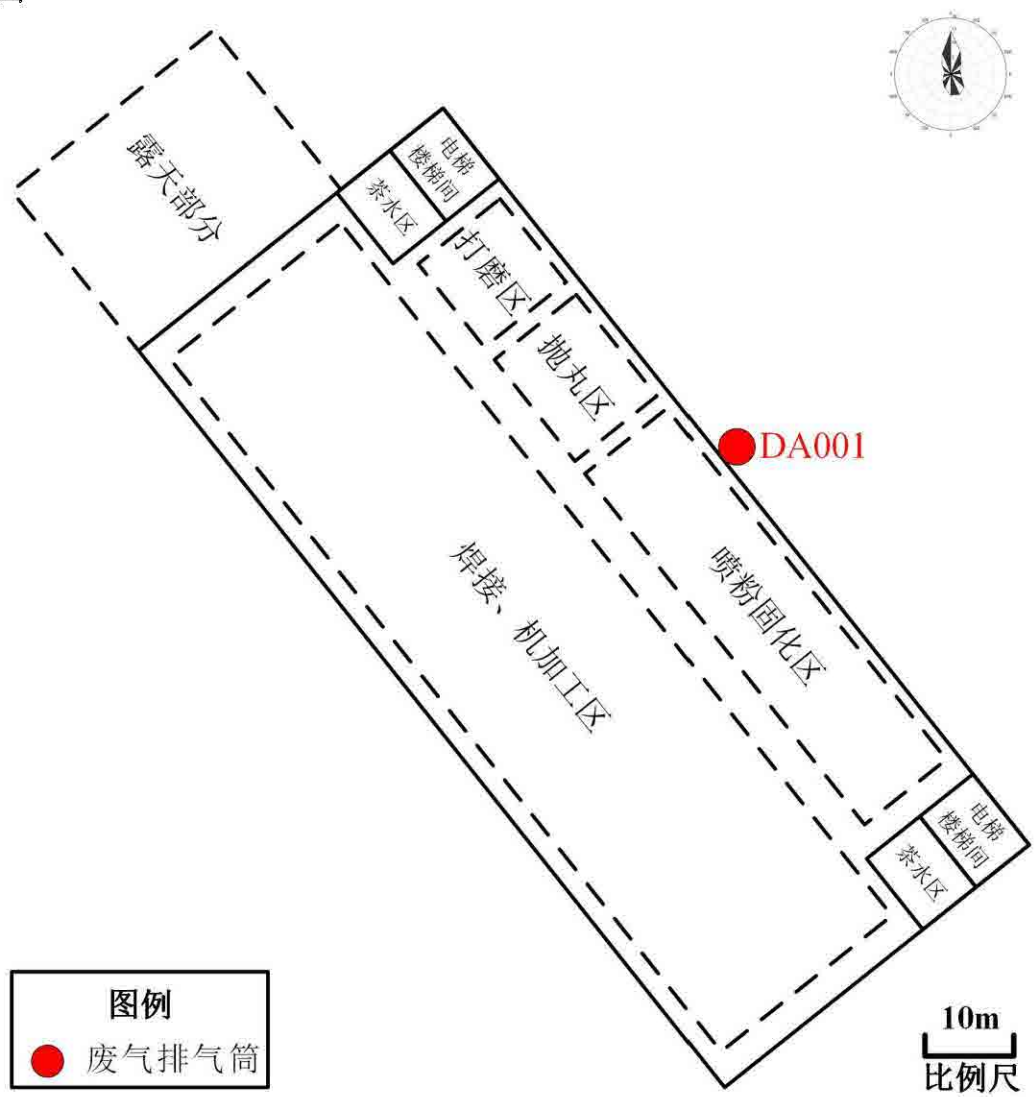 露天部分
电梯
楼梯间
茶水区
打磨区
抛丸区
DA001
喷粉固化区
焊接、机加工区
电梯
楼梯间
茶水区
图例
废气排气筒
10m
比例尺